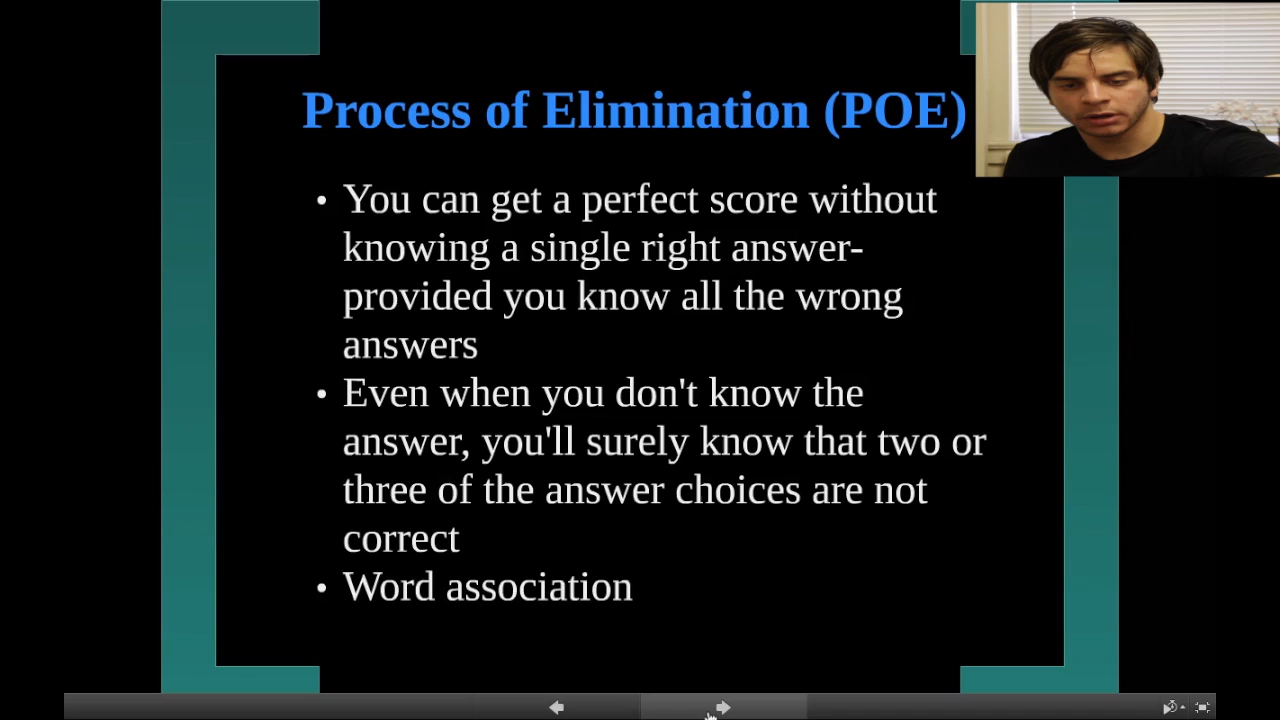 Process of Elimination (POE)
• You can get a perfect score without
knowing a single right answer-
provided you know all the wrong
answers
• Even when you don't know the
answer, you'll surely know that two or
three of the answer choices are not
correct
• Word association